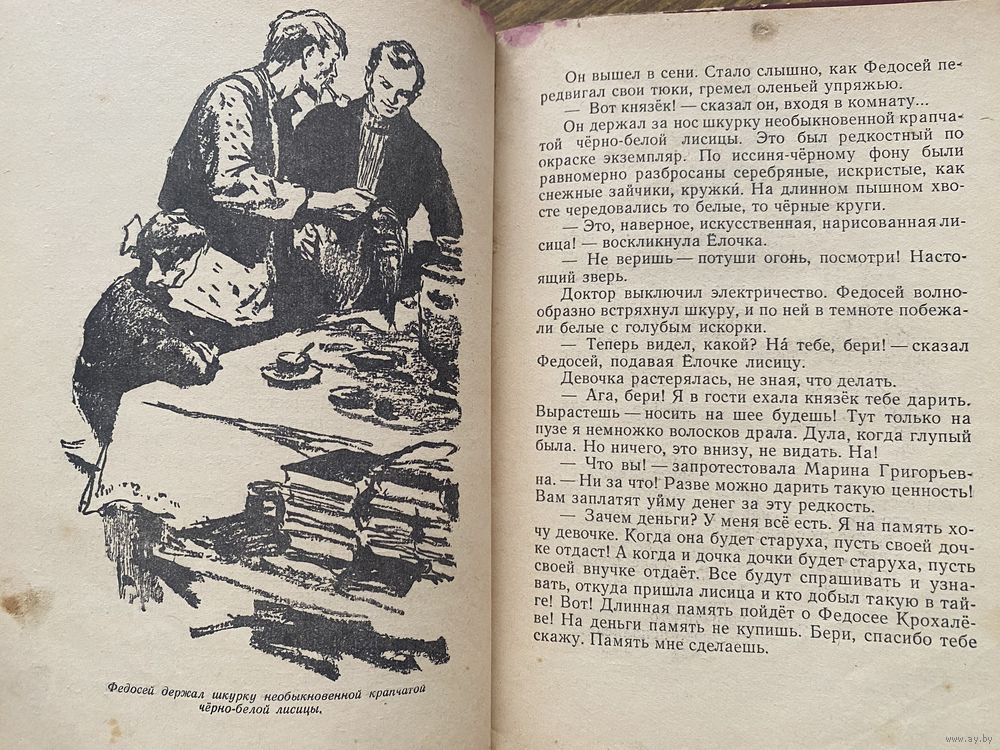 Федосей держал шкурку необыкновенной крапчатой
чёрно-белой лисицы.
Он вышел в сени. Стало слышно, как Федосей пе-
редвигал свои тюки, гремел оленьей упряжью.
— Вот князёк! — сказал он, входя в комнату...
Он держал за нос шкурку необыкновенной крапча-
той чёрно-белой лисицы. Это был редкостный по
окраске экземпляр. По иссиня-чёрному фону были
равномерно разбросаны серебряные, искристые, как
снежные зайчики, кружки́. На длинном пышном хво-
сте чередовались то белые, то чёрные круги.
— Это, наверное, искусственная, нарисованная ли-
сица! — воскликнула Ёлочка.
— Не веришь — потуши огонь, посмотри! Насто-
ящий зверь.
Доктор выключил электричество. Федосей волно-
образно встряхнул шкуру, и по ней в темноте побежа-
ли белые с голубым искорки.
— Теперь видел, какой? На́ тебе, бери! — сказал
Федосей, подавая Ёлочке лисицу.
Девочка растерялась, не зная, что делать.
— Ага, бери! Я в гости ехала князёк тебе дарить.
Вырастешь — носить на шее будешь! Тут только на
пузе я немножко волосков драла. Дула, когда глупый
была. Но ничего, это внизу, не видать. На!
— Что вы! — запротестовала Марина Григорьев-
на. — Ни за что! Разве можно дарить такую ценность!
Вам заплатят уйму денег за эту редкость.
— Зачем деньги? У меня всё есть. Я на память хо-
чу девочке. Когда она будет старуха, пусть своей доч-
ке отдаст! А когда и дочка дочки будет старуха, пусть
своей внучке отдаёт. Все будут спрашивать и узна-
вать, откуда пришла лисица и кто добыл такую в тай-
ге! Вот! Длинная память пойдёт о Федосее Крохалё-
ве! На деньги память не купишь. Бери, спасибо тебе
скажу. Память мне сделаешь.
www.ay.by